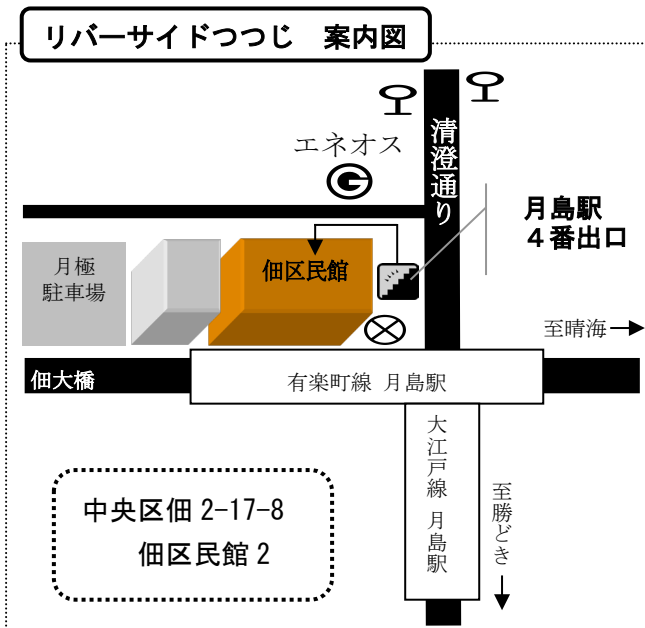 リバーサイドつつじ　案内図
清澄通り
エネオス
月島駅
４番出口
月極
駐車場
佃区民館
至晴海
佃大橋
有楽町線 月島駅
大江戸線 月島駅
至勝どき
中央区佃 2-17-8
佃区民館 2